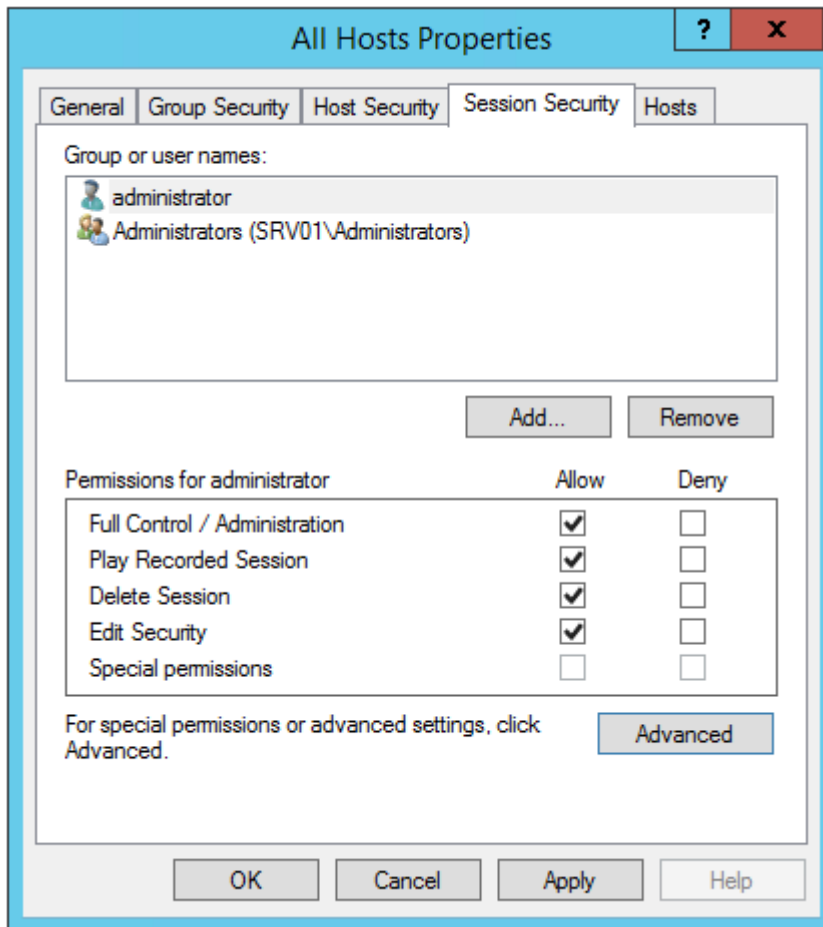 All Hosts Properties
?
x
General
Group Security
Host Security
Session Security
Hosts
Group or user names:
administrator
Administrators (SRV01\Administrators)
Add...
Remove
Permissions for administrator
Allow
Deny
Full Control / Administration
Play Recorded Session
Delete Session
Edit Security
Special permissions
For special permissions or advanced settings, click
Advanced.
Advanced
OK
Cancel
Apply
Help